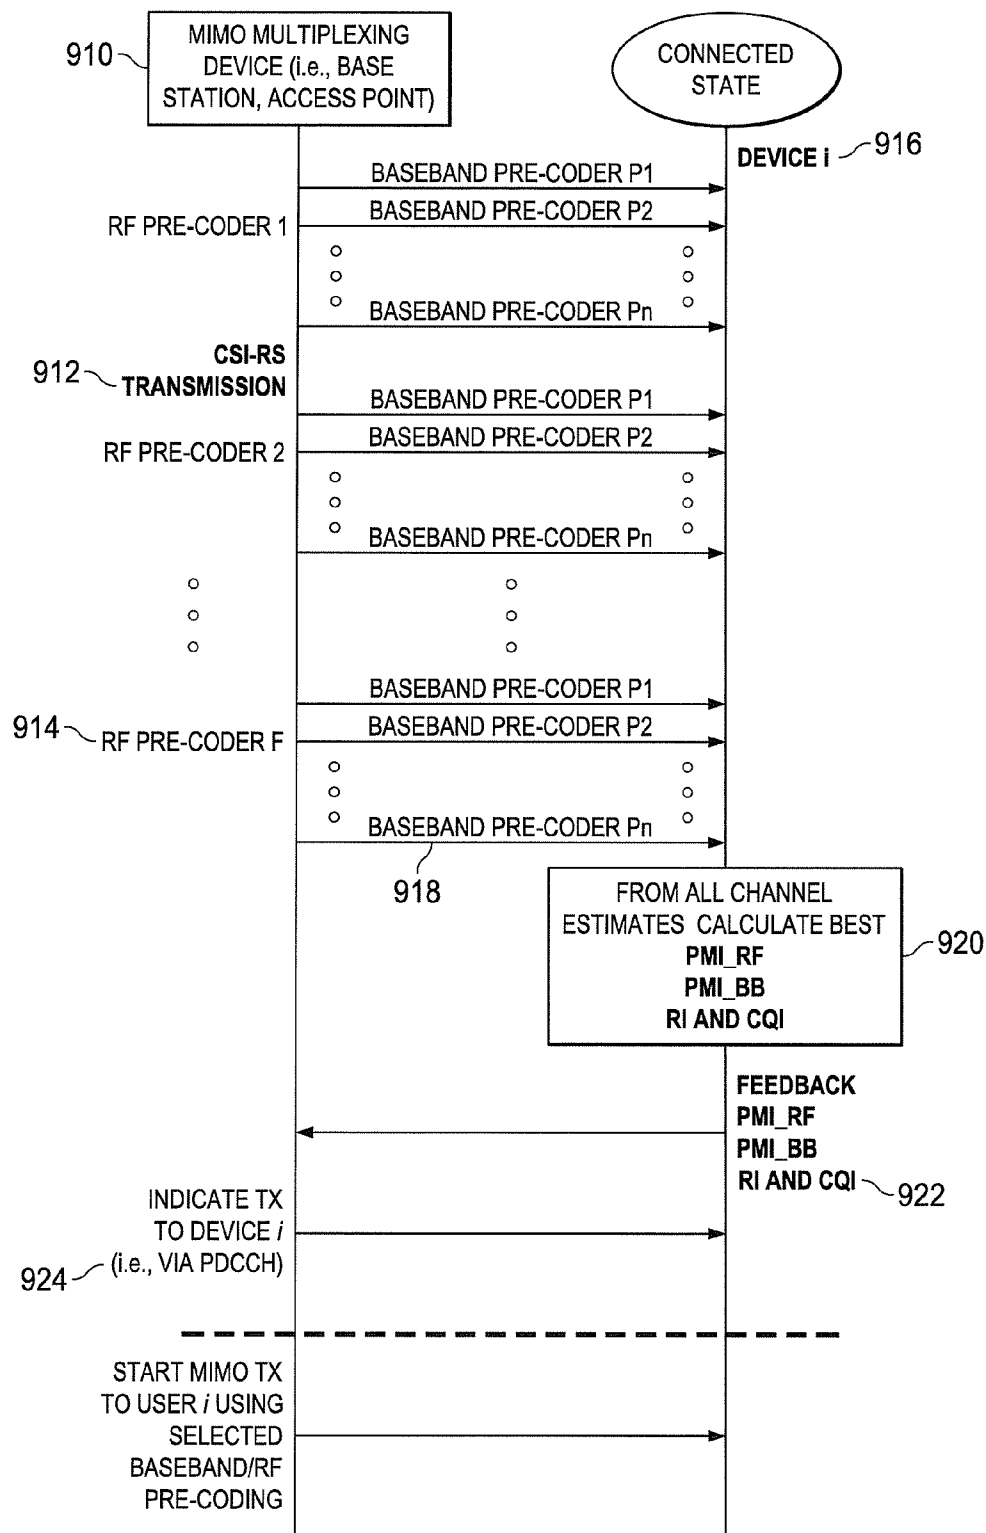 910
MIMO MULTIPLEXING
DEVICE (i.e., BASE
STATION, ACCESS POINT)
CONNECTED
STATE
DEVICE i
916
BASEBAND PRE-CODER P1
RF PRE-CODER 1
BASEBAND PRE-CODER P2
BASEBAND PRE-CODER Pn
912
CSI-RS
TRANSMISSION
BASEBAND PRE-CODER P1
RF PRE-CODER 2
BASEBAND PRE-CODER P2
BASEBAND PRE-CODER Pn
BASEBAND PRE-CODER P1
914
RF PRE-CODER F
BASEBAND PRE-CODER P2
BASEBAND PRE-CODER Pn
918
FROM ALL CHANNEL
ESTIMATES CALCULATE BEST
PMI_RF
PMI_BB
RI AND CQI
920
FEEDBACK
PMI_RF
PMI_BB
RI AND CQI
922
INDICATE TX
TO DEVICE i
(i.e., VIA PDCCH)
924
START MIMO TX
TO USER i USING
SELECTED
BASEBAND/RF
PRE-CODING